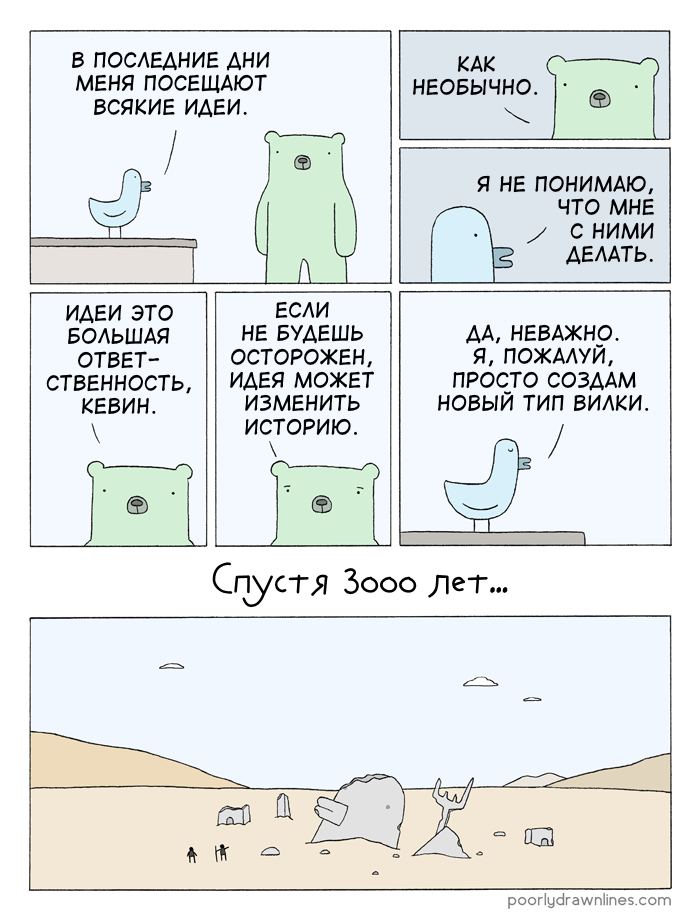 В ПОСЛЕДНИЕ ДНИ
МЕНЯ ПОСЕЩАЮТ
ВСЯКИЕ ИДЕИ.
КАК
НЕОБЫЧНО.
Я НЕ ПОНИМАЮ,
ЧТО МНЕ
С НИМИ
ДЕЛАТЬ.
ИДЕИ ЭТО
БОЛЬШАЯ
ОТВЕТ-
СТВЕННОСТЬ,
КЕВИН.
ЕСЛИ
НЕ БУДЕШЬ
ОСТОРОЖЕН,
ИДЕЯ МОЖЕТ
ИЗМЕНИТЬ
ИСТОРИЮ.
ДА, НЕВАЖНО.
Я, ПОЖАЛУЙ,
ПРОСТО СОЗДАМ
НОВЫЙ ТИП ВИЛКИ.
Спустя 3000 лет...
poorlydrawnlines.com